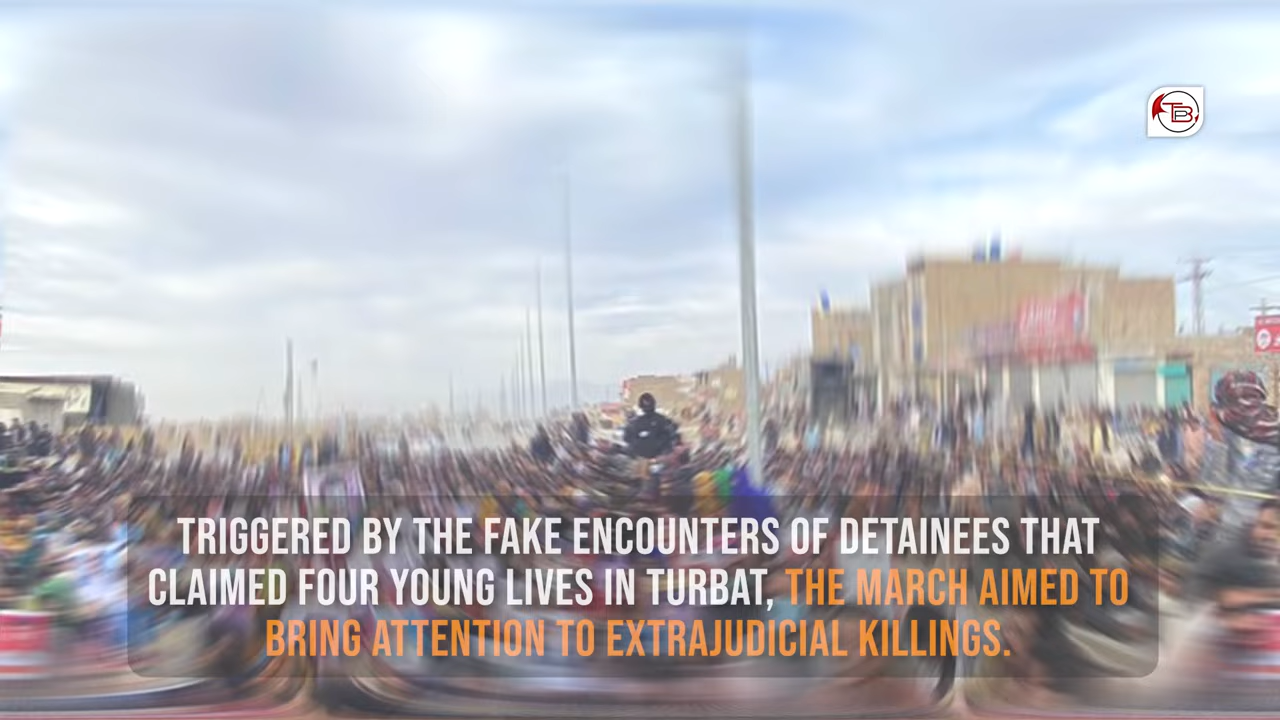 TB
TRIGGERED BY THE FAKE ENCOUNTERS OF DETAINEES THAT
CLAIMED FOUR YOUNG LIVES IN TURBAT, THE MARCH AIMED TO
BRING ATTENTION TO EXTRAJUDICIAL KILLINGS.